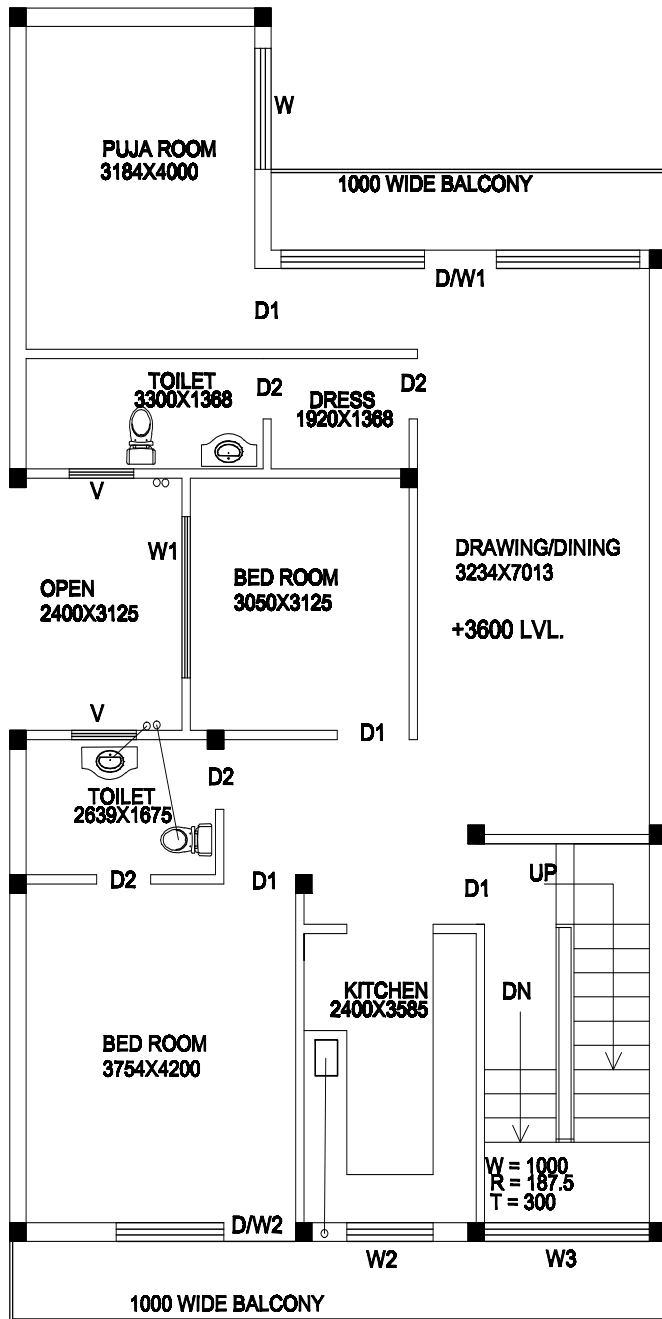 W
PUJA ROOM
3184X4000
1000 WIDE BALCONY
D/W1
D1
TOILET
3300X1368
D2
DRESS
1920X1368
D2
V
W1
OPEN
2400X3125
BED ROOM
3050X3125
DRAWING/DINING
3234X7013
+3600 LVL.
V
D1
D2
TOILET
2639X1675
D2
D1
D1
UP
KITCHEN
2400X3585
DN
BED ROOM
3754X4200
W = 1000
R = 187.5
T = 300
D/W2
W2
W3
1000 WIDE BALCONY